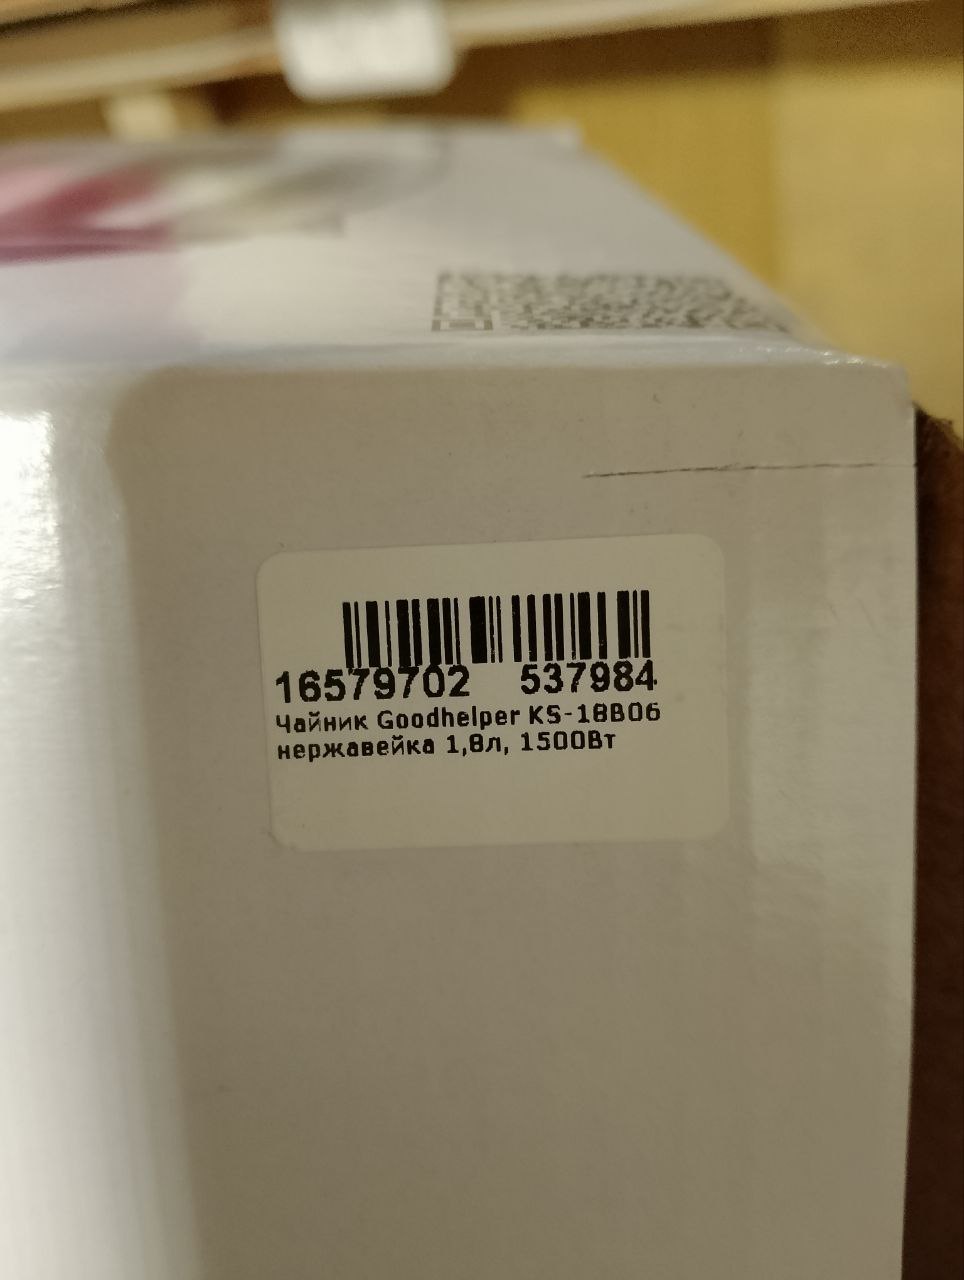 16579702 537984
Чайник Goodhelper KS-18B06
нержавейка 1,8л, 1500Вт